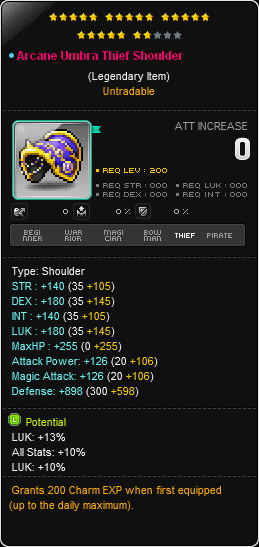 Arcane Umbra Thief Shoulder
(Legendary Item)
Untradable
ATT INCREASE
0
REQ LEV : 200
REQ STR : 000 REQ LUK : 000
REQ DEX : 000 REQ INT : 000
0 0 % 0 %
BEGINNER WARRIOR MAGICIAN BOWMAN THIEF PIRATE
Type: Shoulder
STR : +140 (35 +105)
DEX : +180 (35 +145)
INT : +140 (35 +105)
LUK : +180 (35 +145)
MaxHP : +255 (0 +255)
Attack Power: +126 (20 +106)
Magic Attack: +126 (20 +106)
Defense: +898 (300 +598)
L Potential
LUK: +13%
All Stats: +10%
LUK: +10%
Grants 200 Charm EXP when first equipped
(up to the daily maximum).